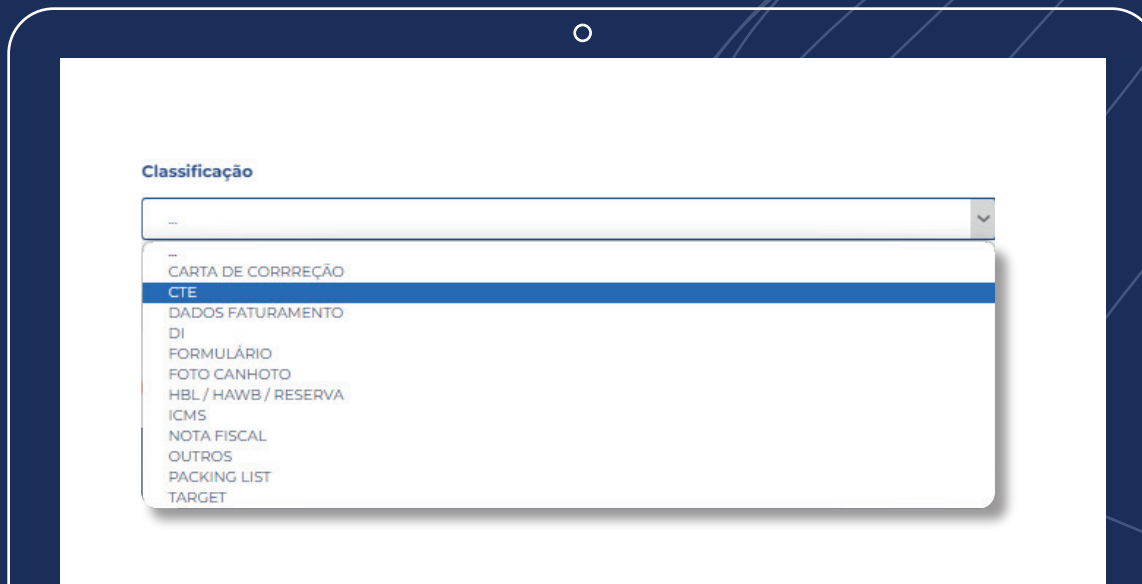 Classificação
...
...
CARTA DE CORRREÇÃO
CTE
DADOS FATURAMENTO
DI
FORMULÁRIO
FOTO CANHOTO
HBL / HAWB / RESERVA
ICMS
NOTA FISCAL
OUTROS
PACKING LIST
TARGET